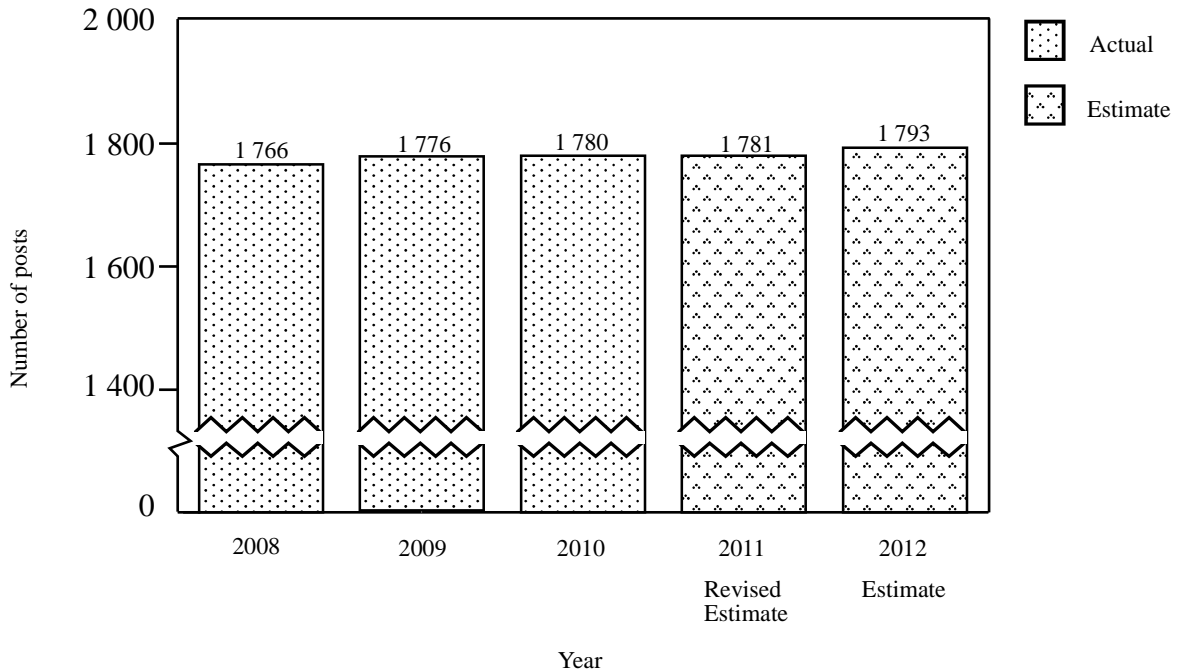 2 000
Actual
Estimate
1 800
1 766
1 776
1 780
1 781
1 793
1 600
1 400
0
Number of posts
2008
2009
2010
2011
2012
Revised
Estimate
Estimate
Year